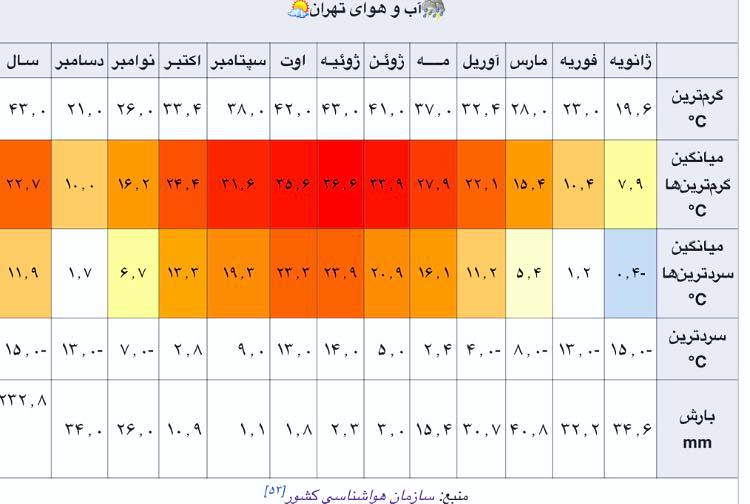 آب و هوای تهران
ژانویه فوریه مارس آوریل مــه ژوئـن ژوئیـه اوت سپتامبر اکتبـر نوامبر دسامبر سـال
گرم‌ترین °C ۱۹,۶ ۲۳,۰ ۲۸,۰ ۳۲,۴ ۳۷,۰ ۴۱,۰ ۴۳,۰ ۴۲,۰ ۳۸,۰ ۳۳,۴ ۲۶,۰ ۲۱,۰ ۴۳,۰
میانگین گرم‌ترین‌ها °C ۷,۹ ۱۰,۴ ۱۵,۴ ۲۲,۱ ۲۷,۹ ۳۳,۹ ۳۶,۶ ۳۵,۶ ۳۱,۶ ۲۴,۴ ۱۶,۲ ۱۰,۰ ۲۲,۷
میانگین سردترین‌ها °C ۰,۴- ۱,۲ ۵,۴ ۱۱,۲ ۱۶,۱ ۲۰,۹ ۲۳,۹ ۲۳,۳ ۱۹,۳ ۱۳,۳ ۶,۷ ۱,۷ ۱۱,۹
سردترین °C ۱۵,۰- ۱۳,۰- ۸,۰- ۴,۰- ۲,۴ ۵,۰ ۱۴,۰ ۱۳,۰ ۹,۰ ۲,۸ ۷,۰- ۱۳,۰- ۱۵,۰-
بارش mm ۳۴,۶ ۳۲,۲ ۴۰,۸ ۳۰,۷ ۱۵,۴ ۳,۰ ۲,۳ ۱,۸ ۱,۱ ۱۰,۹ ۲۶,۰ ۳۴,۰ ۲۳۲,۸
منبع: سازمان هواشناسی کشور[۵۳]